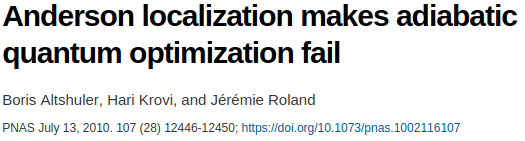 Anderson localization makes adiabatic
quantum optimization fail
Boris Altshuler, Hari Krovi, and Jérémie Roland
PNAS July 13, 2010. 107 (28) 12446-12450; https://doi.org/10.1073/pnas.1002116107